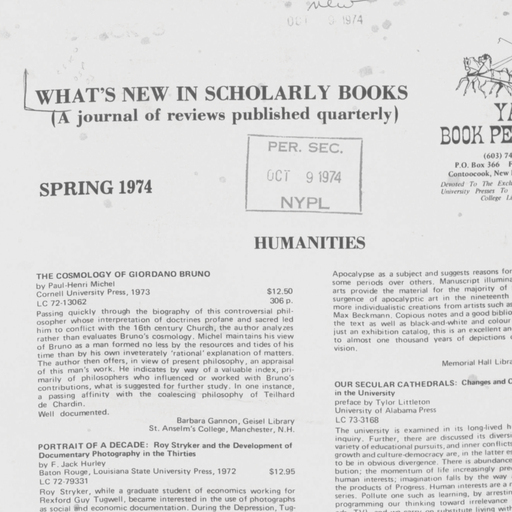 new
OCT 9 1974
WHAT'S NEW IN SCHOLARLY BOOKS
(A journal of reviews published quarterly)
SPRING 1974
PER. SEC.
OCT 9 1974
NYPL
YA
BOOK PE
(603) 74
P.O. Box 366
Contoocook, New
Devoted To The Excl
University Presses To
College Li
HUMANITIES
THE COSMOLOGY OF GIORDANO BRUNO
by Paul-Henri Michel
Cornell University Press, 1973 $12.50
LC 72-13062 306 p.
Passing quickly through the biography of this controversial phil-
osopher whose interpretation of doctrines profane and sacred led
him to conflict with the 16th century Church, the author analyzes
rather than evaluates Bruno's cosmology. Michel maintains his view
of Bruno as a man formed no less by the resources and tides of his
time than by his own inveterately 'rational' explanation of matters.
The author then offers, in view of present philosophy, an appraisal
of this man's work. He indicates by way of a valuable index, pri-
marily of philosophers who influenced or worked with Bruno's
contributions, what is suggested for further study. In one instance,
a passing affinity with the coalescing philosophy of Teilhard
de Chardin.
Well documented.
Barbara Gannon, Geisel Library
St. Anselm's College, Manchester, N.H.
PORTRAIT OF A DECADE: Roy Stryker and the Development of
Documentary Photography in the Thirties
by F. Jack Hurley
Baton Rouge, Louisiana State University Press, 1972 $12.95
LC 72-79331
Roy Stryker, while a graduate student of economics working for
Rexford Guy Tugwell, became interested in the use of photographs
as social and economic documentation. During the Depression, Tug-
Apocalypse as a subject and suggests reasons for
some periods over others. Manuscript illumina
arts provide the material for the majority of
surgence of apocalyptic art in the nineteenth
more individualistic creations from artists such as
Max Beckmann. Copious notes and a good biblio
the text as well as black-and-white and colour
just an exhibition catalog, this is an excellent an
to almost one thousand years of depictions o
vision.
Memorial Hall Libra
OUR SECULAR CATHEDRALS: Changes and C
in the University
preface by Tylor Littleton
University of Alabama Press
LC 73-3168
The university is examined in its long-lived h
inquiry. Further, there are discussed its diversi
variety of educational pursuits, and inner conflict
growth and culture-democracy are, in the latter es
to be in obvious divergence. There is abundance
bution; the momentum of life increasingly pre
human interests; imagination falls by the way
the products of Progress. Human interests are a r
series. Pollute one such as learning, by arrestin
programming our thinking toward irrelevance